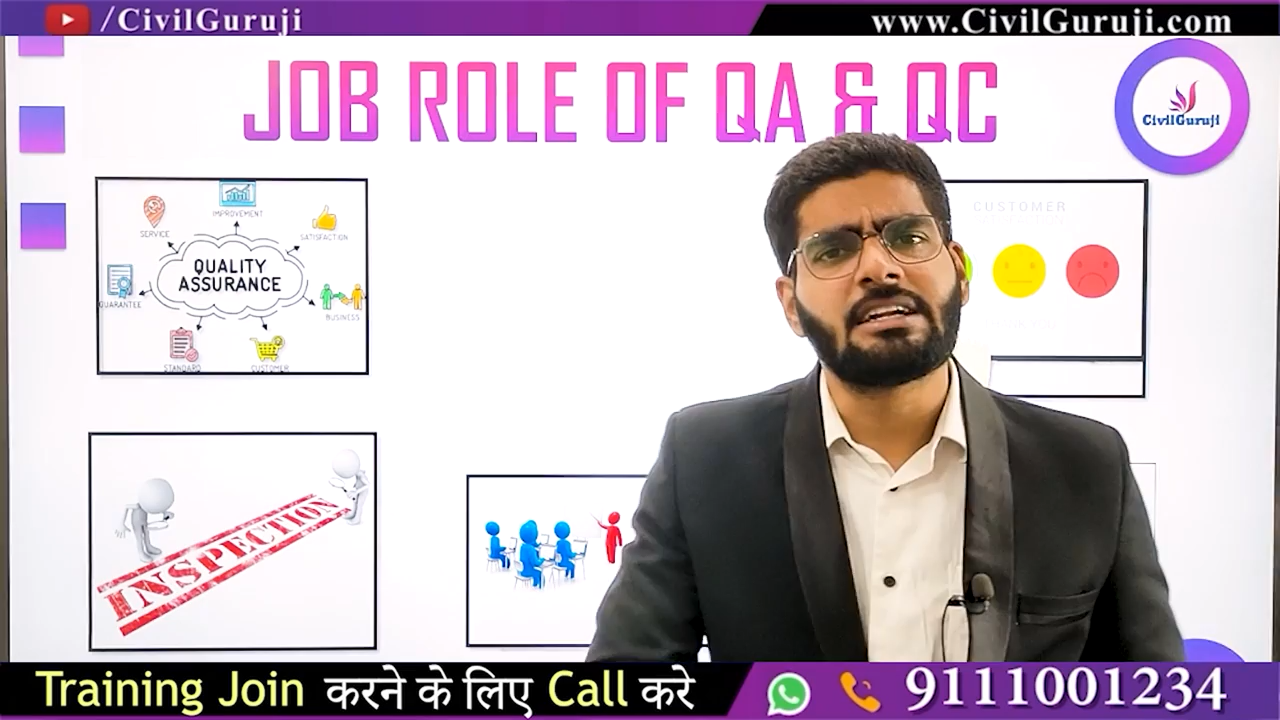 /CivilGuruji
www.CivilGuruji.com
JOB ROLE OF QA & QC
CivilGuruji
IMPROVEMENT
SERVICE
SATISFACTION
QUALITY
ASSURANCE
GUARANTEE
BUSINESS
STANDARD
CUSTOMER
CUSTOMER
INSPECTION
Training Join करने के लिए Call करे
9111001234